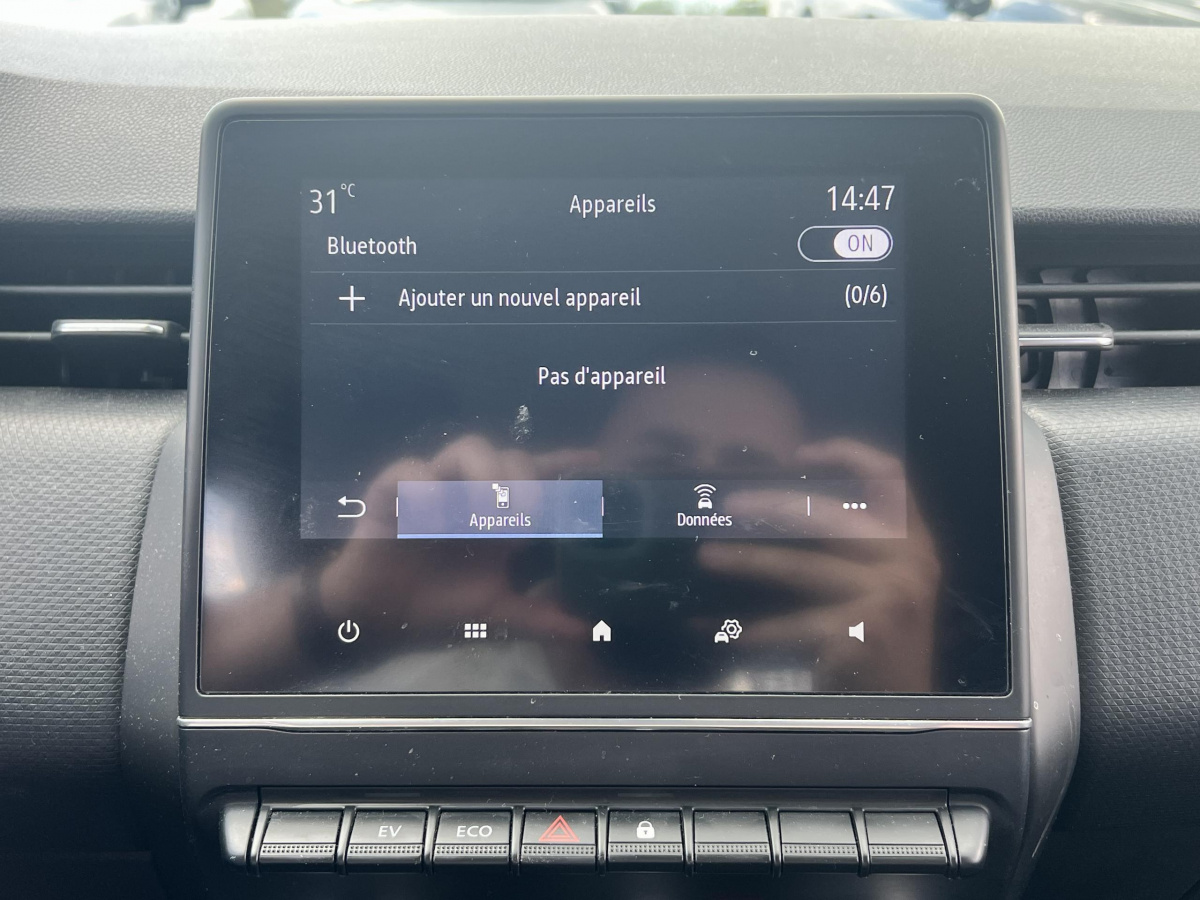 31°C Appareils 14:47
Bluetooth ON
Ajouter un nouvel appareil (0/6)
Pas d'appareil
Appareils Données
EV ECO